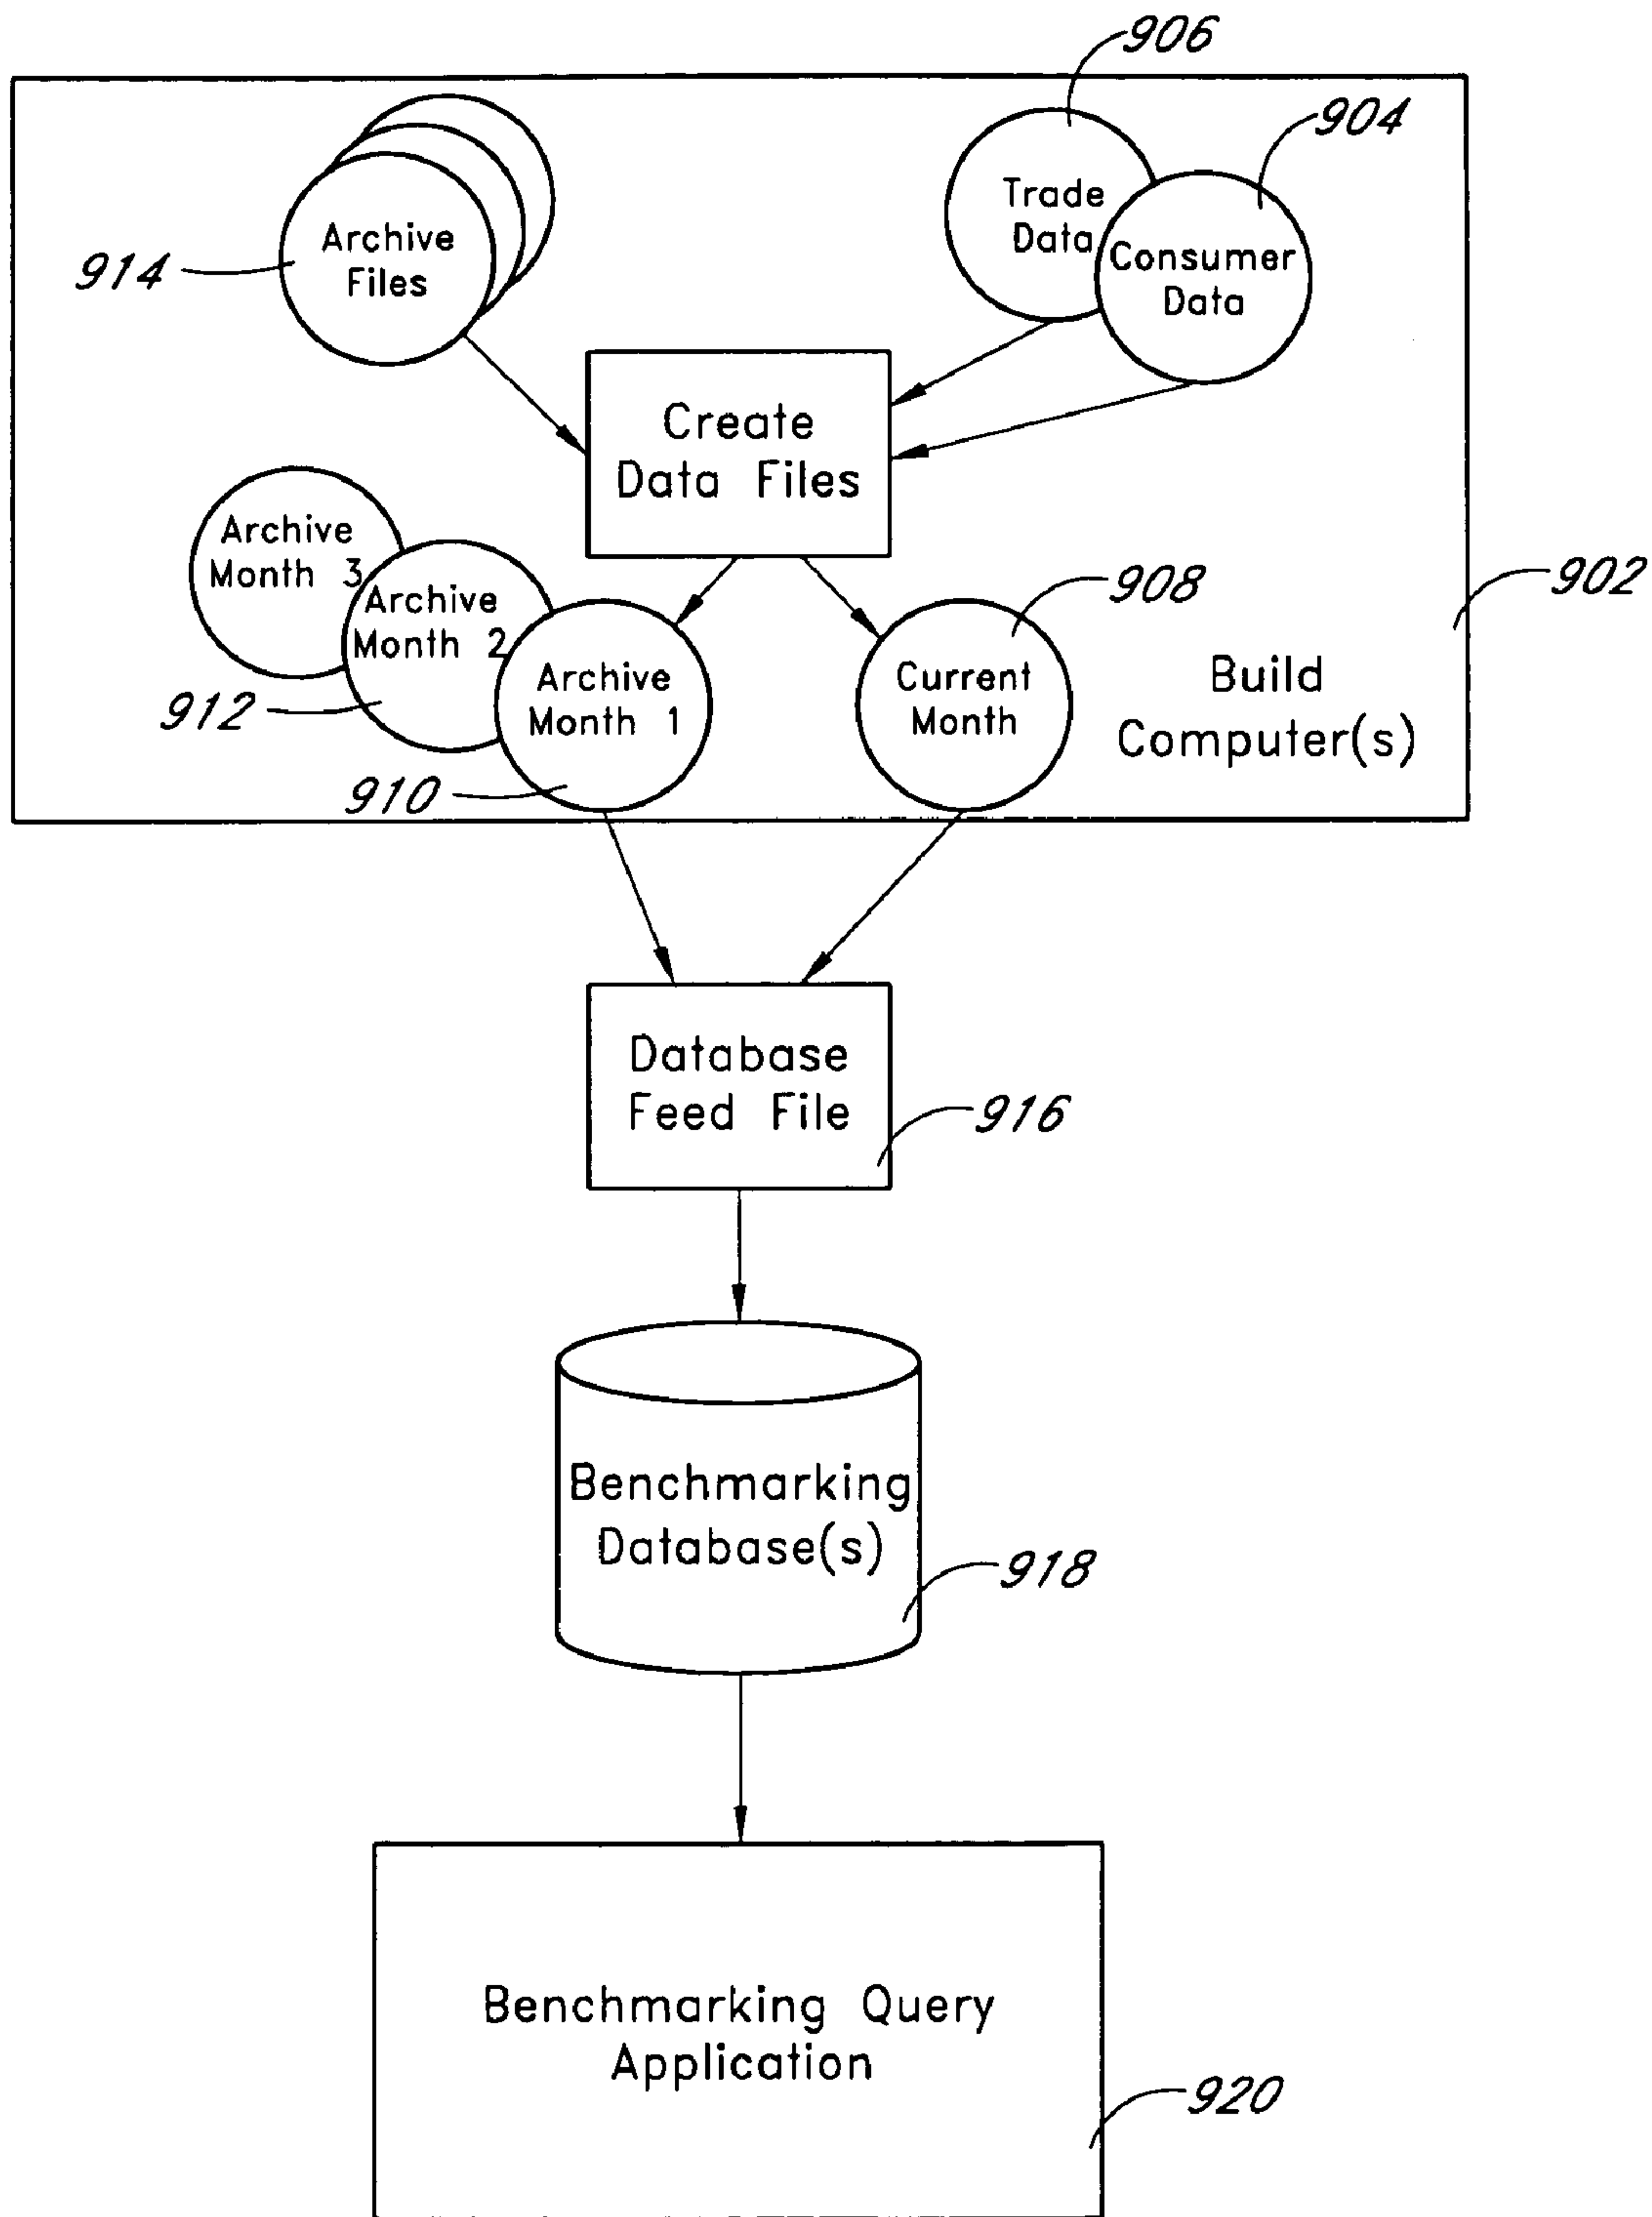 906
904
Trade
Data
Consumer
Data
Archive
Files
914
Create
Data Files
Archive
Month 3
Archive
Month 2
912
Archive
Month 1
910
908
Current
Month
902
Build
Computer(s)
Database
Feed File
916
Benchmarking
Database(s)
918
Benchmarking Query
Application
920